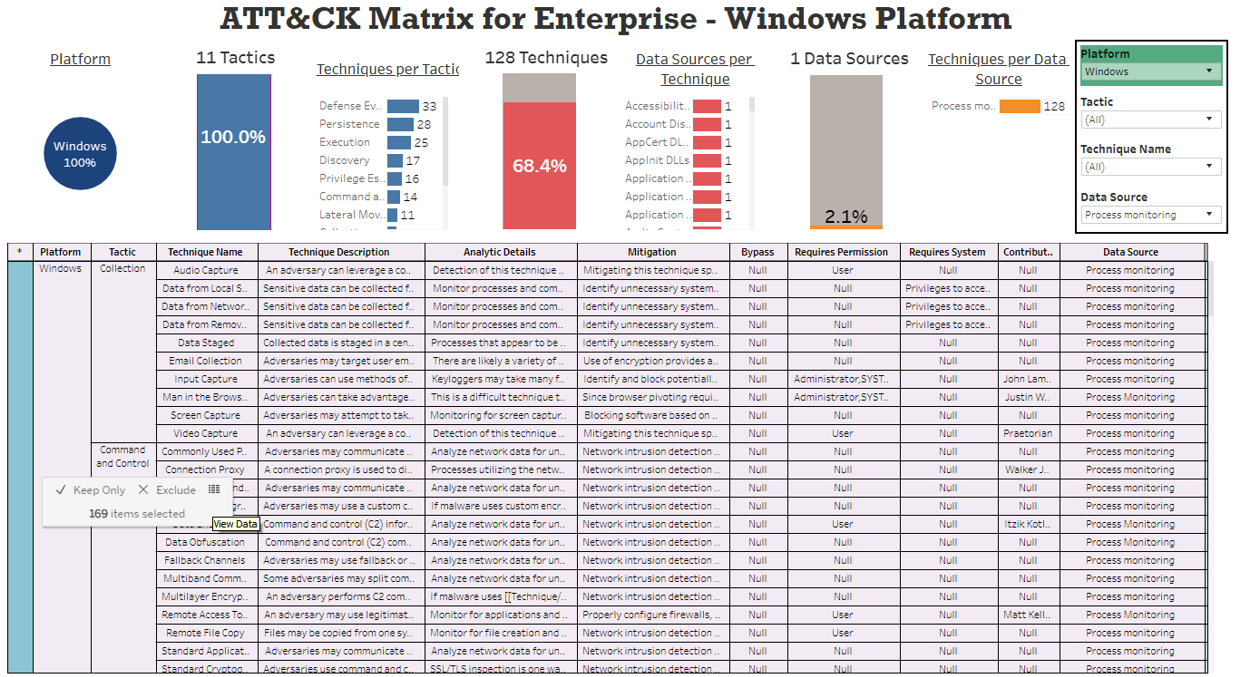 ATT&CK Matrix for Enterprise - Windows Platform
Platform
Windows
100%
11 Tactics
100.0%
Techniques per Tactic
Defense Ev.. 33
Persistence 28
Execution 25
Discovery 17
Privilege Es.. 16
Command a.. 14
Lateral Mov.. 11
128 Techniques
68.4%
Data Sources per
Technique
Accessibilit.. 1
Account Dis.. 1
AppCert DL.. 1
AppInit DLLs 1
Application .. 1
Application .. 1
Application .. 1
1 Data Sources
2.1%
Techniques per Data
Source
Process mo.. 128
Platform
Windows
Tactic
(All)
Technique Name
(All)
Data Source
Process monitoring
* Platform Tactic Technique Name Technique Description Analytic Details Mitigation Bypass Requires Permission Requires System Contribut.. Data Source
Windows Collection Audio Capture An adversary can leverage a co.. Detection of this technique .. Mitigating this technique sp.. Null User Null Null Process monitoring
Data from Local S.. Sensitive data can be collected f.. Monitor processes and com.. Identify unnecessary system.. Null Null Privileges to acce.. Null Process monitoring
Data from Networ.. Sensitive data can be collected f.. Monitor processes and com.. Identify unnecessary system.. Null Null Privileges to acce.. Null Process monitoring
Data from Remov.. Sensitive data can be collected f.. Monitor processes and com.. Identify unnecessary system.. Null Null Privileges to acce.. Null Process monitoring
Data Staged Collected data is staged in a cen.. Processes that appear to be .. Identify unnecessary system.. Null Null Null Null Process monitoring
Email Collection Adversaries may target user em.. There are likely a variety of .. Use of encryption provides a.. Null Null Null Null Process monitoring
Input Capture Adversaries can use methods of.. Keyloggers may take many f.. Identify and block potentiall.. Null Administrator,SYST.. Null John Lam.. Process monitoring
Man in the Brows.. Adversaries can take advantage.. This is a difficult technique t.. Since browser pivoting requi.. Null Administrator,SYST.. Null Justin W.. Process monitoring
Screen Capture Adversaries may attempt to tak.. Monitoring for screen captur.. Blocking software based on .. Null Null Null Null Process monitoring
Video Capture An adversary can leverage a co.. Detection of this technique .. Mitigating this technique sp.. Null User Null Praetorian Process monitoring
Command
and Control
Commonly Used P.. Adversaries may communicate .. Analyze network data for un.. Network intrusion detection .. Null Null Null Null Process monitoring
Connection Proxy A connection proxy is used to di.. Processes utilizing the netw.. Network intrusion detection .. Null Null Null Walker J.. Process monitoring
nd.. Adversaries may communicate .. Analyze network data for un.. Network intrusion detection .. Null Null Null Null Process Monitoring
gr.. Adversaries may use a custom c.. If malware uses custom encr.. Network intrusion detection .. Null Null Null Null Process monitoring
Command and control (C2) infor.. Analyze network data for un.. Network intrusion detection .. Null User Null Itzik Kotl.. Process Monitoring
Data Obfuscation Command and control (C2) com.. Analyze network data for un.. Network intrusion detection .. Null Null Null Null Process Monitoring
Fallback Channels Adversaries may use fallback or .. Analyze network data for un.. Network intrusion detection .. Null Null Null Null Process monitoring
Multiband Comm.. Some adversaries may split com.. Analyze network data for un.. Network intrusion detection .. Null Null Null Null Process monitoring
Multilayer Encryp.. An adversary performs C2 com.. If malware uses [[Technique/.. Network intrusion detection .. Null Null Null Null Process monitoring
Remote Access To.. An adversary may use legitimat.. Monitor for applications and .. Properly configure firewalls, .. Null User Null Matt Kell.. Process monitoring
Remote File Copy Files may be copied from one sy.. Monitor for file creation and .. Network intrusion detection .. Null User Null Null Process monitoring
Standard Applicat.. Adversaries may communicate .. Analyze network data for un.. Network intrusion detection .. Null Null Null Null Process monitoring
Standard Cryptog.. Adversaries use command and c.. SSL/TLS inspection is one wa.. Network intrusion detection .. Null Null Null Null Process monitoring
Keep Only Exclude
169 items selected
View Data